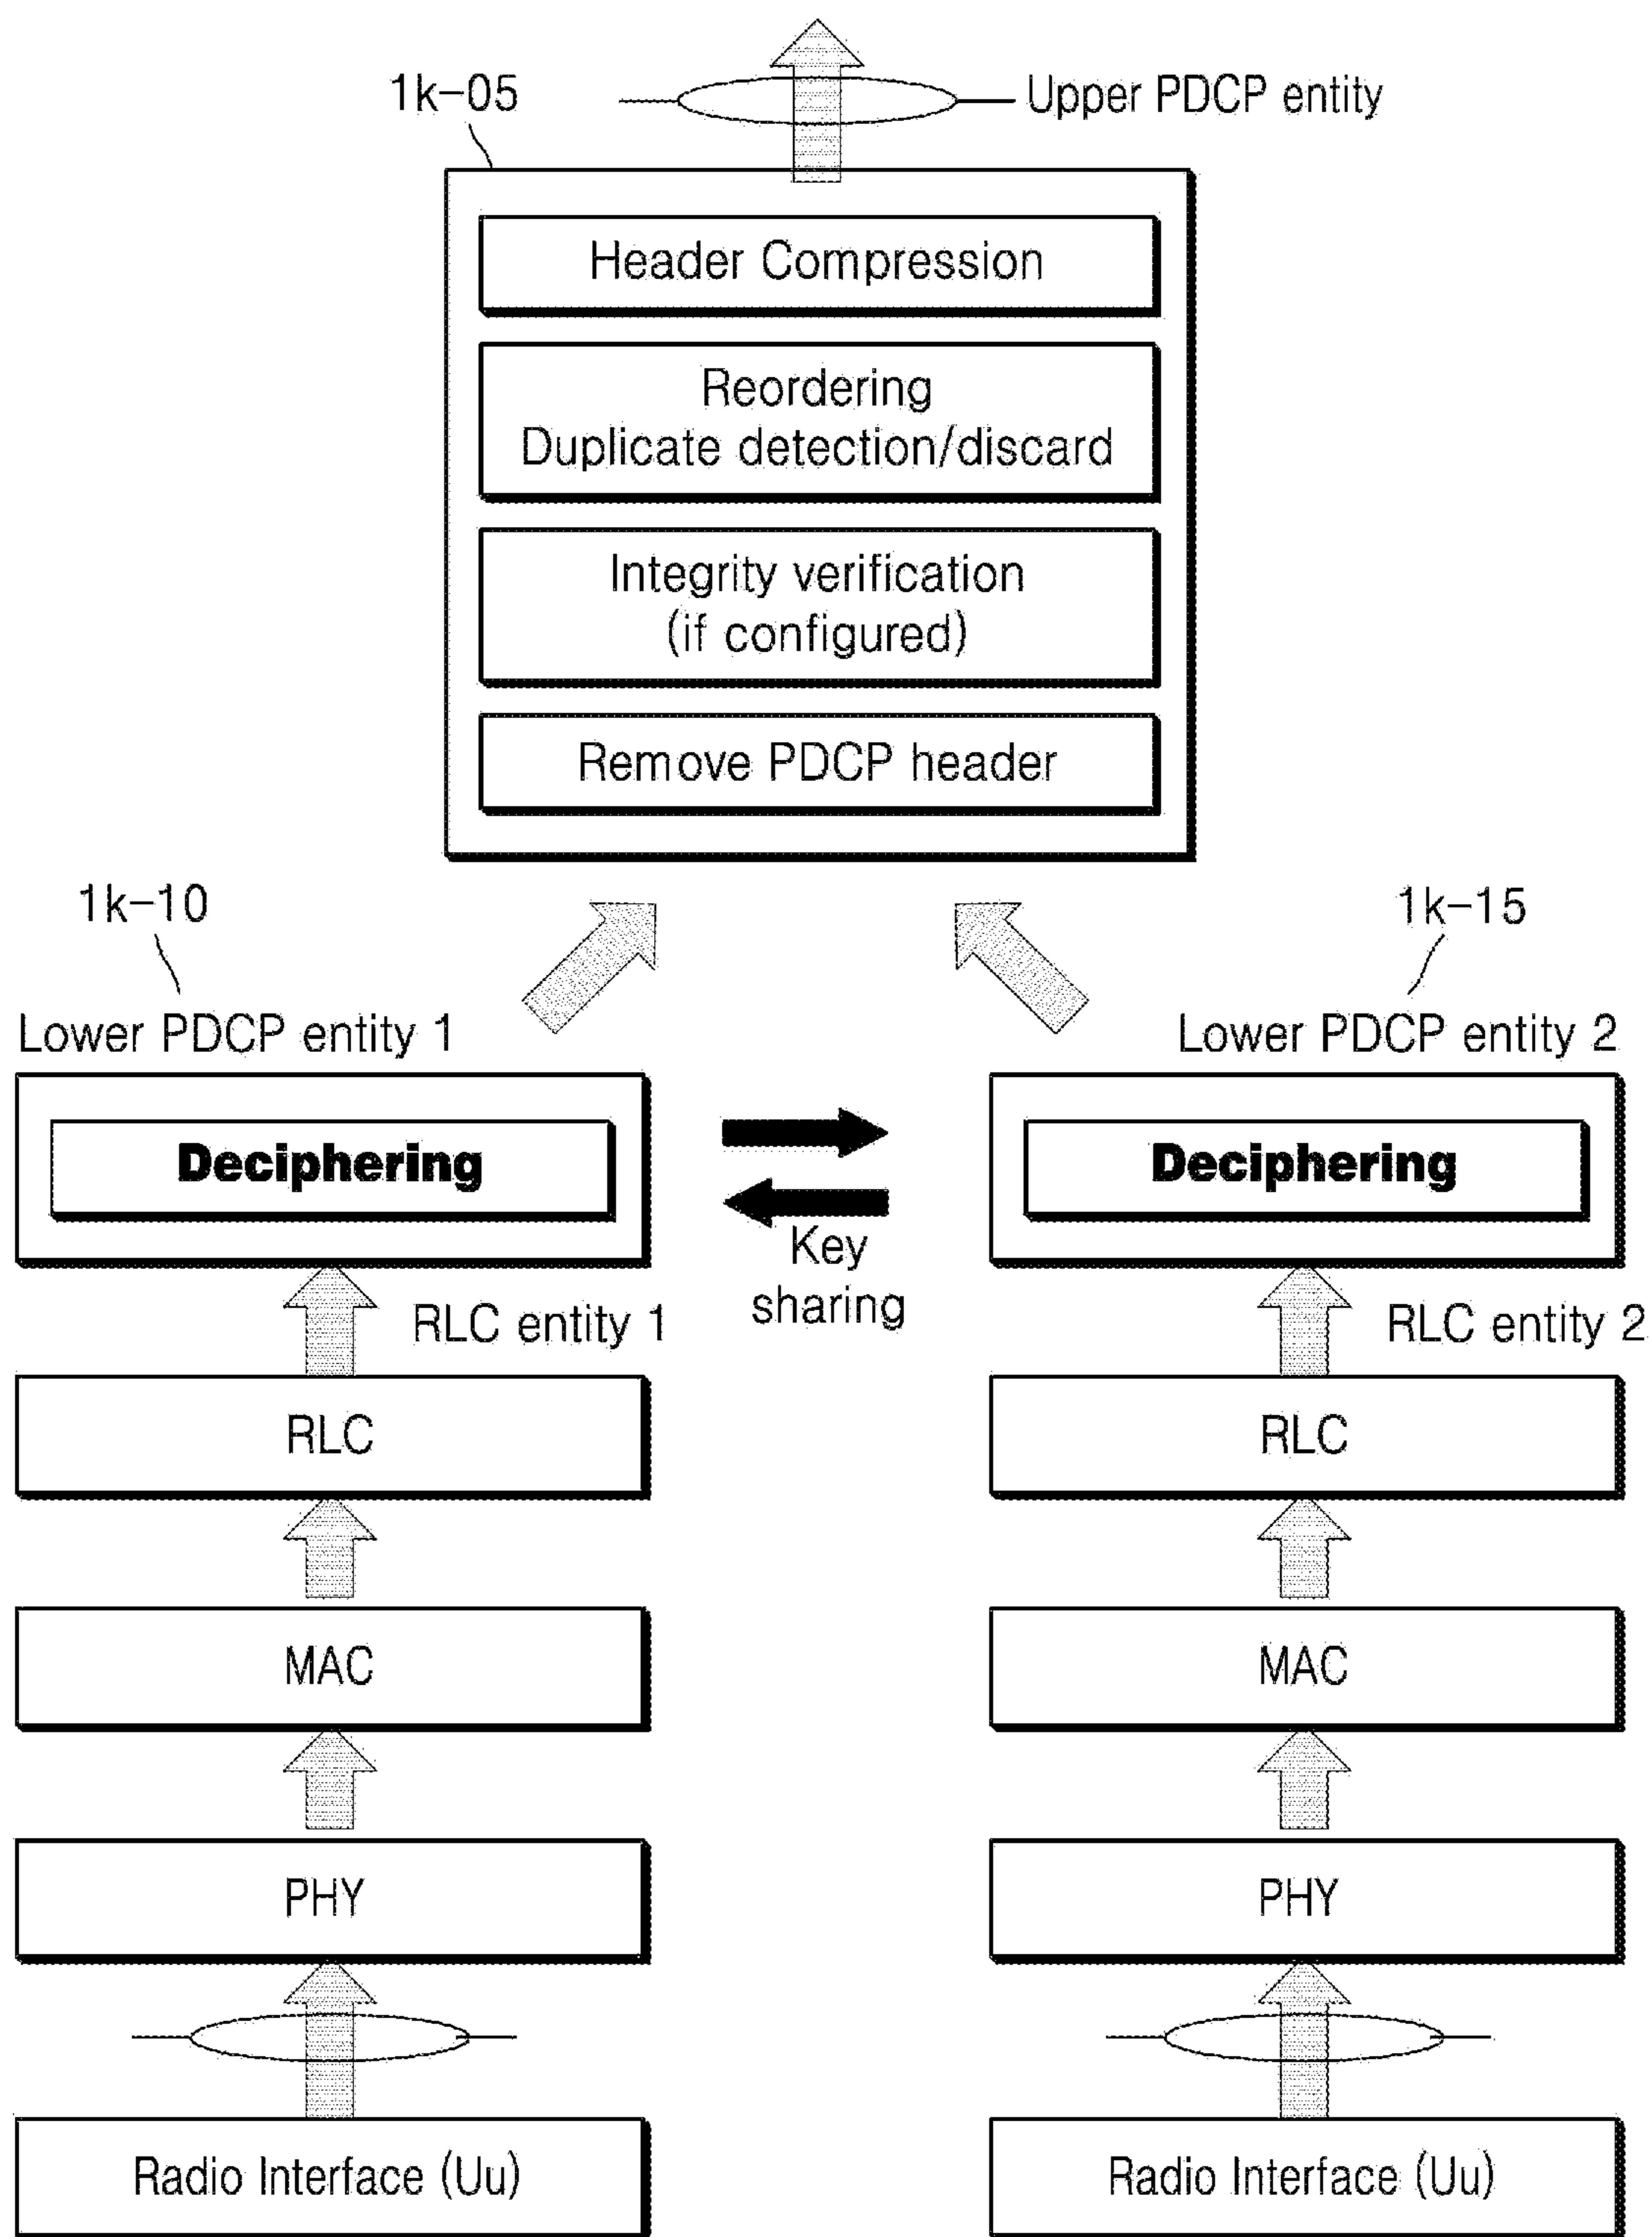 1k-05
Upper PDCP entity
Header Compression
Reordering
Duplicate detection/discard
Integrity verification
(if configured)
Remove PDCP header
1k-10
1k-15
Lower PDCP entity 1
Lower PDCP entity 2
Deciphering
Deciphering
Key
sharing
RLC entity 1
RLC entity 2
RLC
RLC
MAC
MAC
PHY
PHY
Radio Interface (Uu)
Radio Interface (Uu)